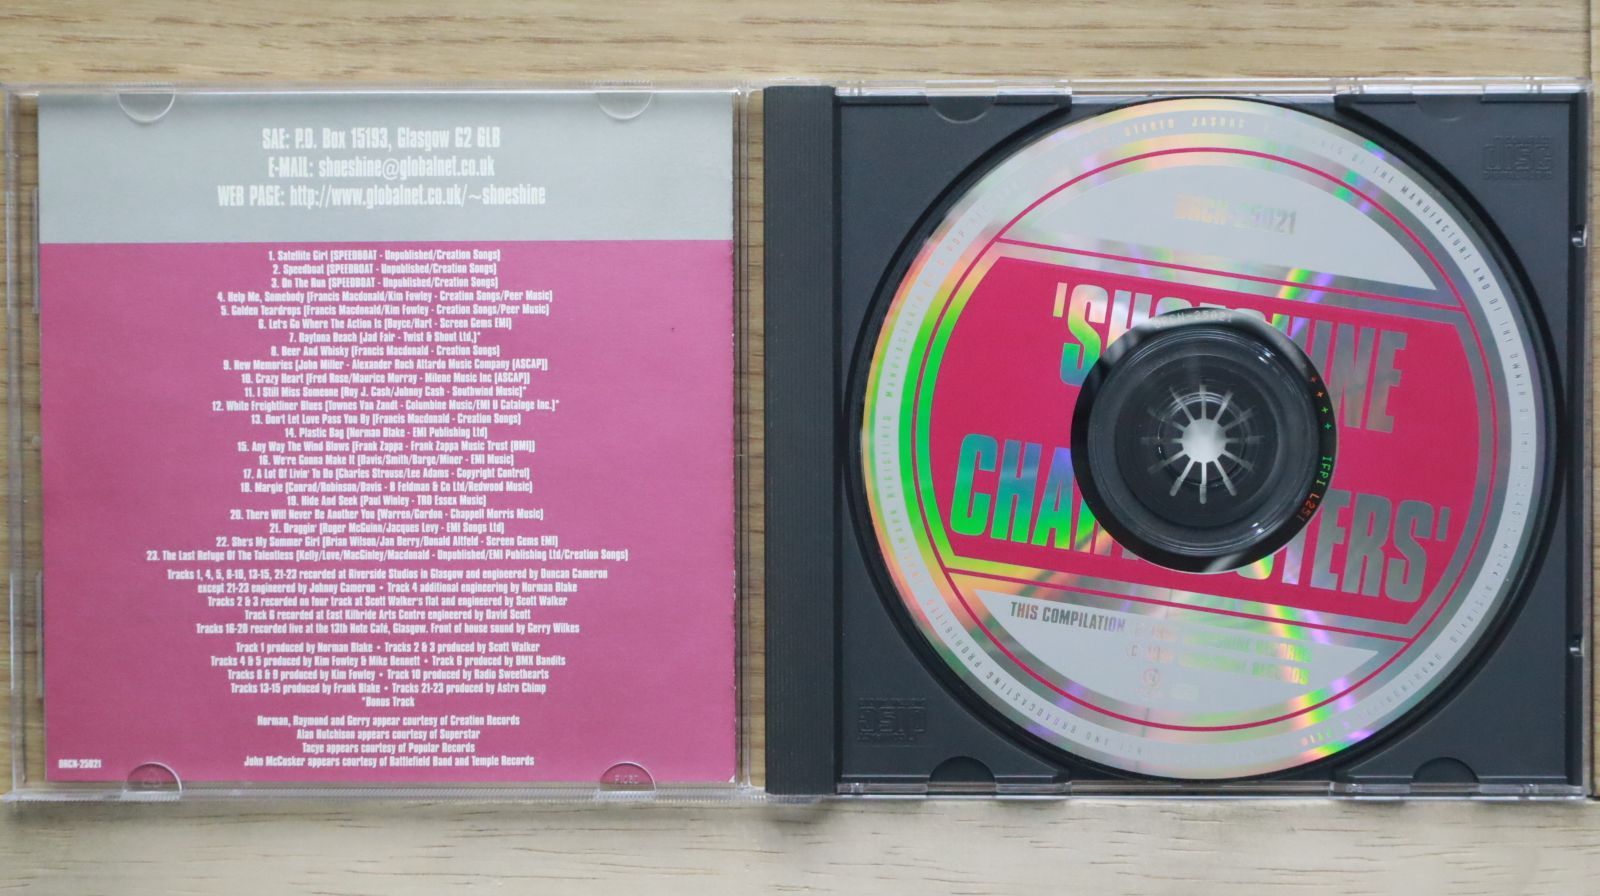 SAE: P.O. Box 15193, Glasgow G2 6LB
E-MAIL: shoeshine@globalnet.co.uk
WEB PAGE: http://www.globalnet.co.uk/~shoeshine
1. Satellite Girl [SPEEDBOAT - Unpublished/Creation Songs]
2. Speedboat [SPEEDBOAT - Unpublished/Creation Songs]
3. On The Run [SPEEDBOAT - Unpublished/Creation Songs]
4. Help Me, Somebody [Francis Macdonald/Kim Fowley - Creation Songs/Peer Music]
5. Golden Teardrops [Francis Macdonald/Kim Fowley - Creation Songs/Peer Music]
6. Let's Go Where The Action Is [Boyce/Hart - Screen Gems EMI]
7. Daytona Beach [Jad Fair - Twist & Shout Ltd,]*
8. Beer And Whisky [Francis Macdonald - Creation Songs]
9. New Memories [John Miller - Alexander Roch Attardo Music Company [ASCAP]]
10. Crazy Heart [Fred Rose/Maurice Murray - Milene Music Inc [ASCAP]]
11. I Still Miss Someone [Roy J. Cash/Johnny Cash - Southwind Music]*
12. White Freightliner Blues [Townes Van Zandt - Columbine Music/EMI U Cataloge Inc.]*
13. Don't Let Love Pass You By [Francis Macdonald - Creation Songs]
14. Plastic Bag [Norman Blake - EMI Publishing Ltd]
15. Any Way The Wind Blows [Frank Zappa - Frank Zappa Music Trust [BMI]]
16. We're Gonna Make It [Davis/Smith/Barge/Miner - EMI Music]
17. A Lot Of Livin' To Do [Charles Strouse/Lee Adams - Copyright Control]
18. Margie [Conrad/Robinson/Davis - B Feldman & Co Ltd/Redwood Music]
19. Hide And Seek [Paul Winley - TRO Essex Music]
20. There Will Never Be Another You [Warren/Gordon - Chappell Morris Music]
21. Draggin' [Roger McGuinn/Jacques Levy - EMI Songs Ltd]
22. She's My Summer Girl [Brian Wilson/Jan Berry/Donald Altfeld - Screen Gems EMI]
23. The Last Refuge Of The Talentless [Kelly/Love/MacGinley/Macdonald - Unpublished/EMI Publishing Ltd/Creation Songs]
Tracks 1, 4, 5, 8-10, 13-15, 21-23 recorded at Riverside Studios in Glasgow and engineered by Duncan Cameron
except 21-23 engineered by Johnny Cameron • Track 4 additional engineering by Norman Blake
Tracks 2 & 3 recorded on four track at Scott Walker's flat and engineered by Scott Walker
Track 6 recorded at East Kilbride Arts Centre engineered by David Scott
Tracks 16-20 recorded live at the 13th Note Café, Glasgow. Front of house sound by Gerry Wilkes
Track 1 produced by Norman Blake • Tracks 2 & 3 produced by Scott Walker
Tracks 4 & 5 produced by Kim Fowley & Mike Bennett • Track 6 produced by BMX Bandits
Tracks 8 & 9 produced by Kim Fowley • Track 10 produced by Radio Sweethearts
Tracks 13-15 produced by Frank Blake • Tracks 21-23 produced by Astro Chimp
*Bonus Track
Norman, Raymond and Gerry appear courtesy of Creation Records
Alan Hutchison appears courtesy of Superstar
Tacye appears courtesy of Popular Records
John McCusker appears courtesy of Battlefield Band and Temple Records
DRCN-25021
STEREO JASRAC
OF THE MANUFACTURER AND OF THE OWNER O
DRCN-25021
'SHOESHINE
CHARTBUSTERS'
DRCN-25021
IFPI L251
THIS COMPILATION
SHOESHINE RECORDS
SHOESHINE RECORDS
BROADCASTING PROHIBITED